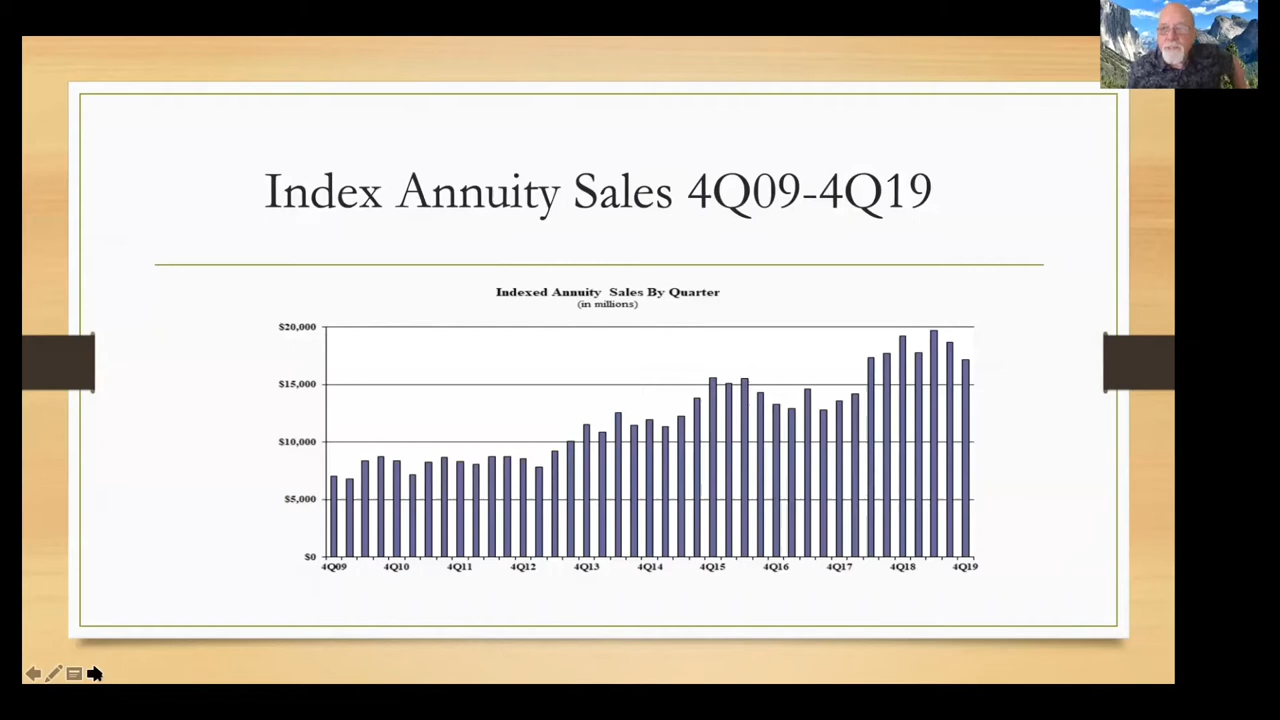 Index Annuity Sales 4Q09-4Q19
Indexed Annuity Sales By Quarter
(in millions)
$20,000
$15,000
$10,000
$5,000
$0
4Q09 4Q10 4Q11 4Q12 4Q13 4Q14 4Q15 4Q16 4Q17 4Q18 4Q19